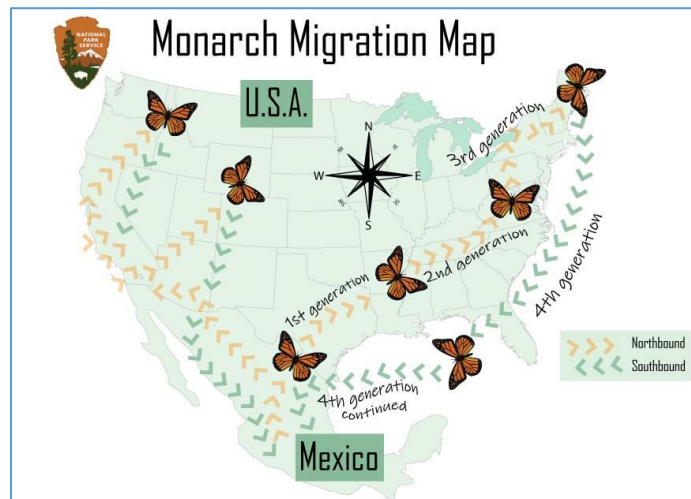 NATIONAL
PARK
SERVICE
Monarch Migration Map
U.S.A.
N
W
E
S
3rd generation
2nd generation
1st generation
4th generation
4th generation
continued
Northbound
Southbound
Mexico